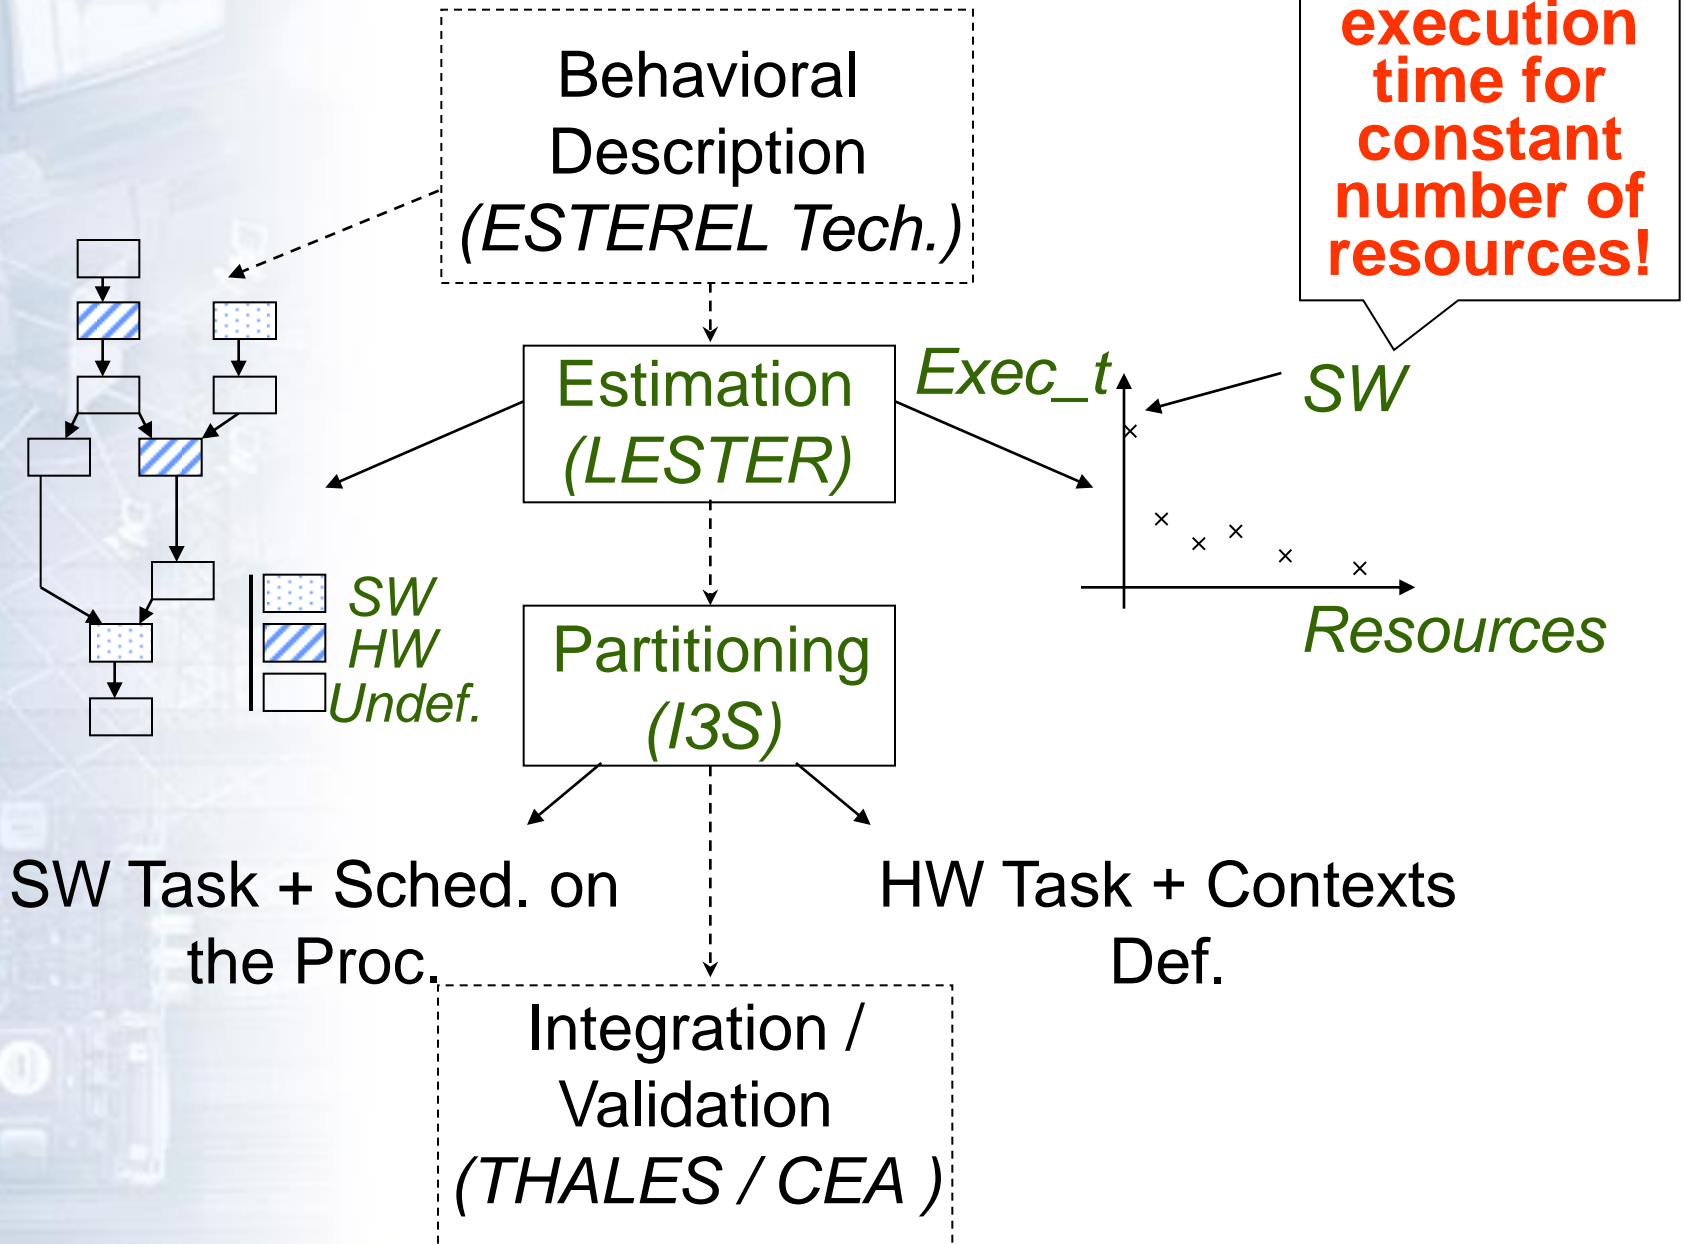 Behavioral
Description
(ESTEREL Tech.)
execution
time for
constant
number of
resources!
Estimation
(LESTER)
Exec_t
SW
Resources
SW
HW
Undef.
Partitioning
(I3S)
SW Task + Sched. on
the Proc.
HW Task + Contexts
Def.
Integration /
Validation
(THALES / CEA )